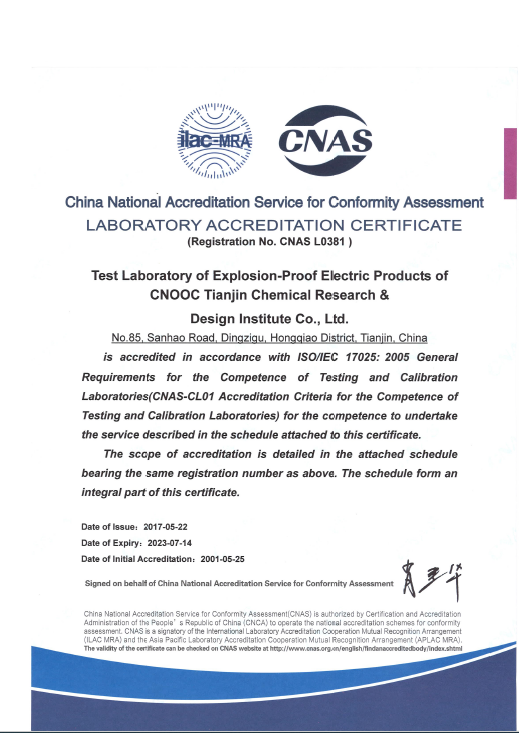 ilac-MRA
CNAS
China National Accreditation Service for Conformity Assessment
LABORATORY ACCREDITATION CERTIFICATE
(Registration No. CNAS L0381 )
Test Laboratory of Explosion-Proof Electric Products of
CNOOC Tianjin Chemical Research &
Design Institute Co., Ltd.
No.85, Sanhao Road, Dingzigu, Hongqiao District, Tianjin, China
is accredited in accordance with ISO/IEC 17025: 2005 General
Requirements for the Competence of Testing and Calibration
Laboratories(CNAS-CL01 Accreditation Criteria for the Competence of
Testing and Calibration Laboratories) for the competence to undertake
the service described in the schedule attached to this certificate.
The scope of accreditation is detailed in the attached schedule
bearing the same registration number as above. The schedule form an
integral part of this certificate.
Date of Issue：2017-05-22
Date of Expiry：2023-07-14
Date of Initial Accreditation：2001-05-25
Signed on behalf of China National Accreditation Service for Conformity Assessment
China National Accreditation Service for Conformity Assessment(CNAS) is authorized by Certification and Accreditation
Administration of the People’s Republic of China (CNCA) to operate the national accreditation schemes for conformity
assessment. CNAS is a signatory of the International Laboratory Accreditation Cooperation Mutual Recognition Arrangement
(ILAC MRA) and the Asia Pacific Laboratory Accreditation Cooperation Mutual Recognition Arrangement (APLAC MRA).
The validity of the certificate can be checked on CNAS website at http://www.cnas.org.cn/english/findanaccreditedbody/index.shtml